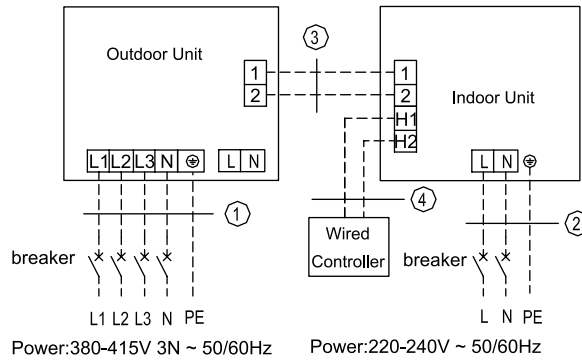 Outdoor Unit
1
2
L1 L2 L3 N
L N
3
1
2
H1
H2
Indoor Unit
L N
1
4
2
Wired
Controller
breaker
L1 L2 L3 N PE
Power:380-415V 3N ~ 50/60Hz
breaker
L N PE
Power:220-240V ~ 50/60Hz